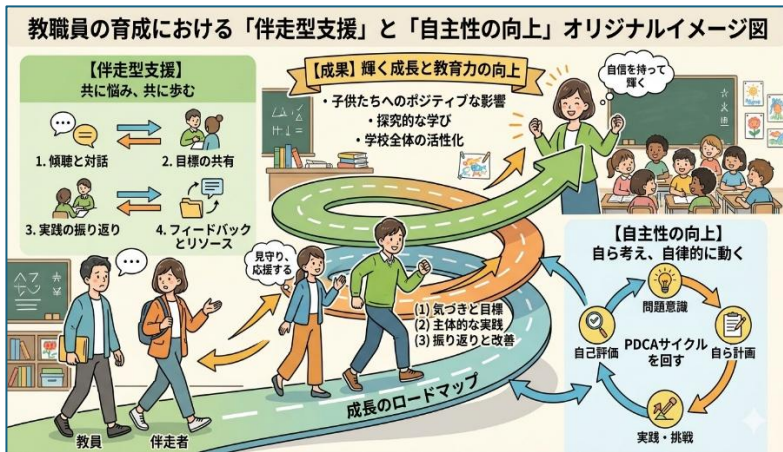 教職員の育成における「伴走型支援」と「自主性の向上」オリジナルイメージ図
【伴走型支援】
共に悩み、共に歩む
1. 傾聴と対話
2. 目標の共有
3. 実践の振り返り
4. フィードバック
とリソース
【成果】輝く成長と教育力の向上
・子供たちへのポジティブな影響
・探究的な学び
・学校全体の活性化
自信を持って
輝く
見守り、
応援する
(1) 気づきと目標
(2) 主体的な実践
(3) 振り返りと改善
成長のロードマップ
教員
伴走者
【自主性の向上】
自ら考え、自律的に動く
問題意識
自己評価
PDCAサイクル
を回す
自ら計画
実践・挑戦